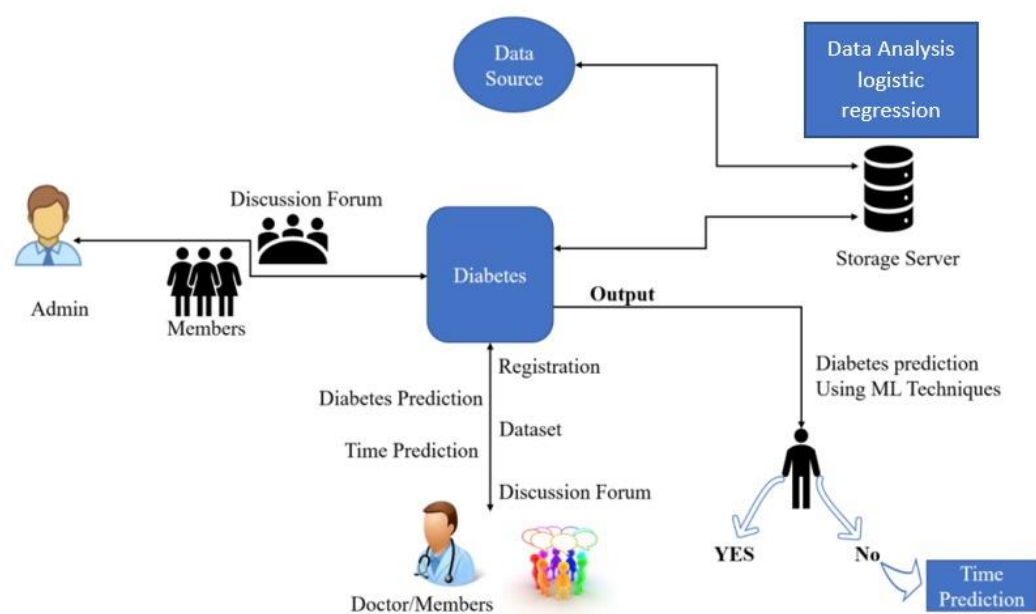 Data
Source
Data Analysis
logistic
regression
Discussion Forum
Storage Server
Diabetes
Admin
Members
Output
Registration
Diabetes Prediction
Dataset
Time Prediction
Discussion Forum
Doctor/Members
Diabetes prediction
Using ML Techniques
YES
No
Time
Prediction